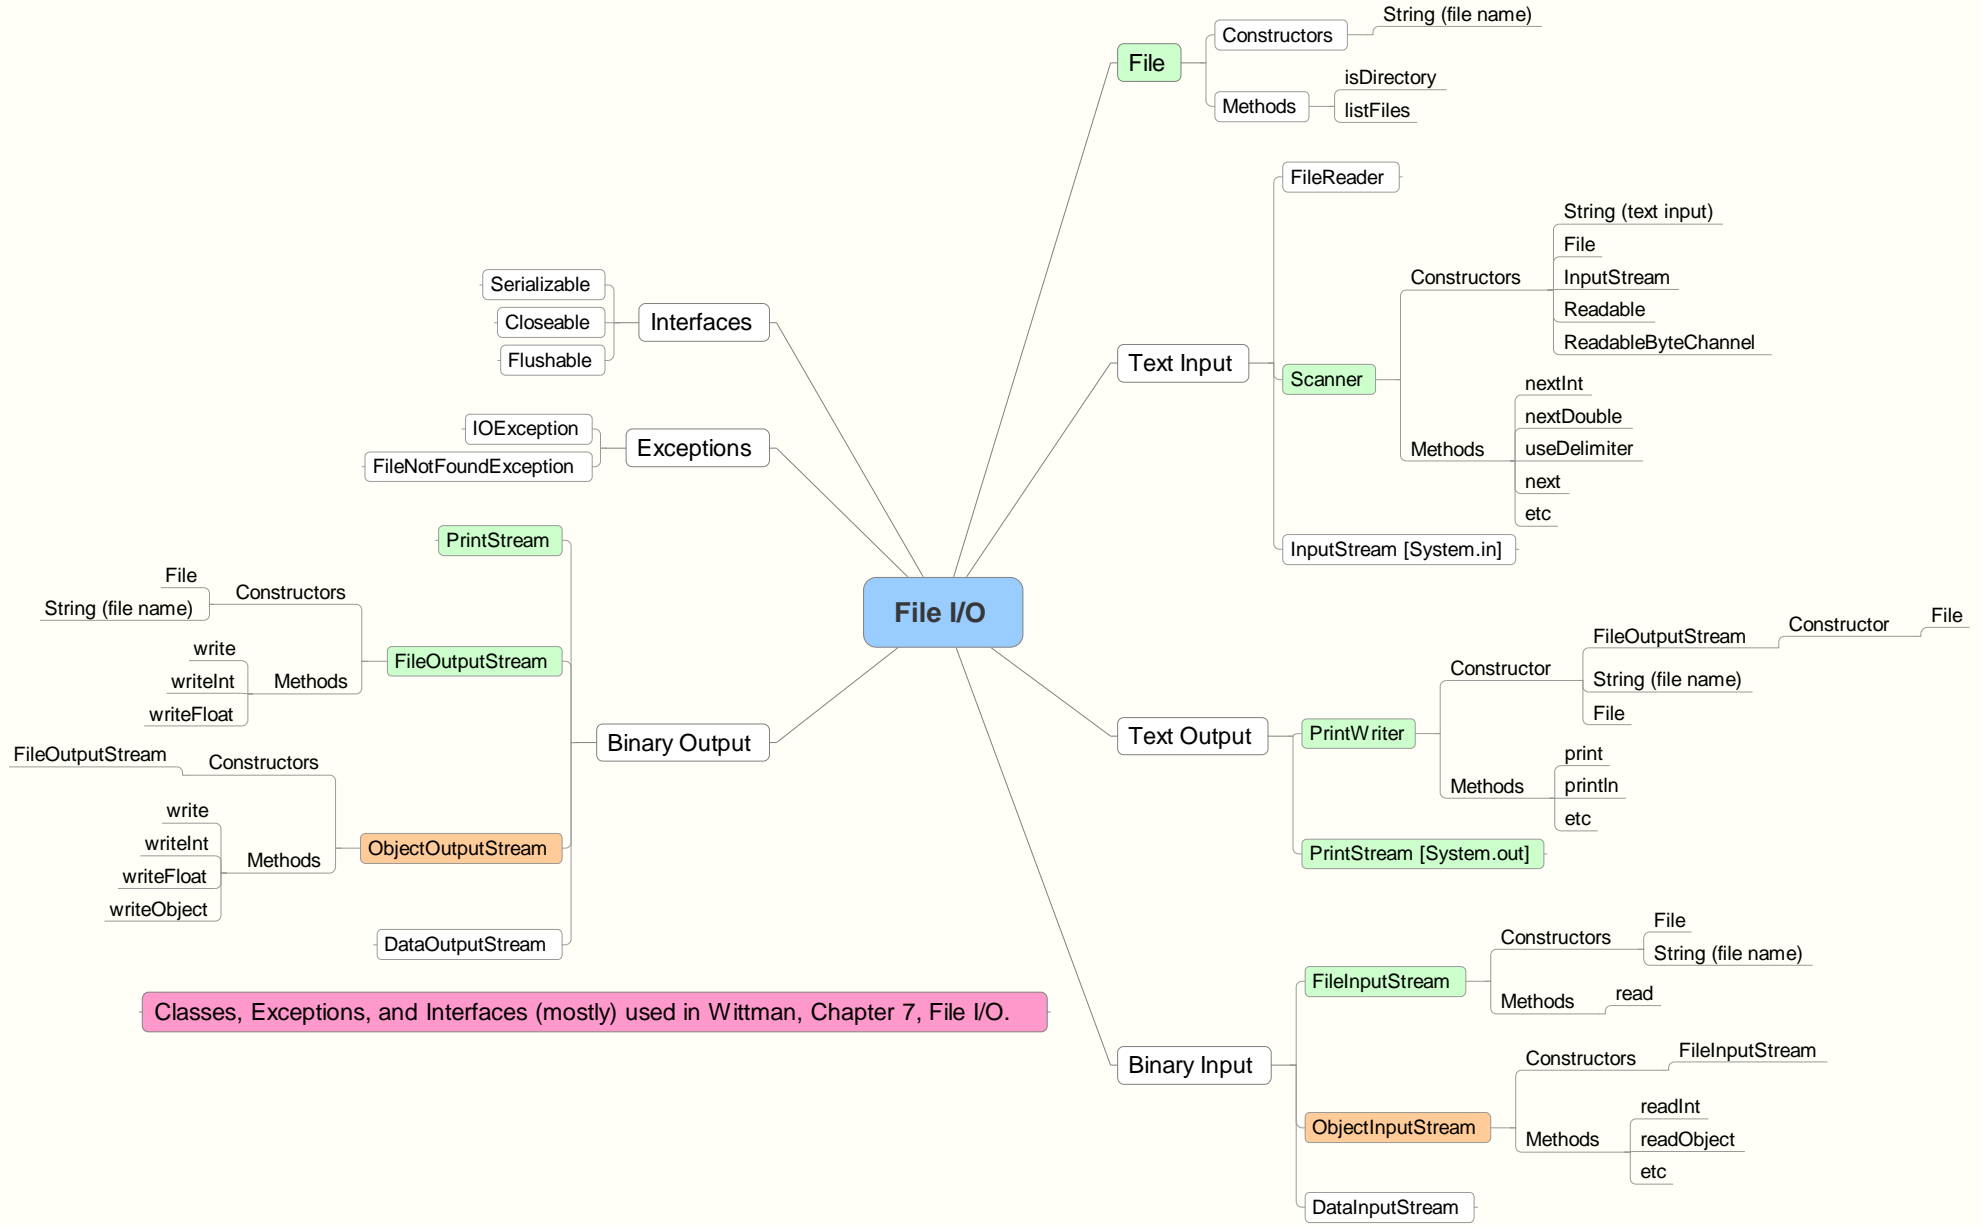 File
Constructors
String (file name)
Methods
isDirectory
listFiles
Text Input
FileReader
Scanner
Constructors
String (text input)
File
InputStream
Readable
ReadableByteChannel
Methods
nextInt
nextDouble
useDelimiter
next
etc
InputStream [System.in]
Interfaces
Serializable
Closeable
Flushable
Exceptions
IOException
FileNotFoundException
File I/O
Text Output
PrintWriter
Constructor
FileOutputStream
Constructor
File
String (file name)
File
Methods
print
println
etc
PrintStream [System.out]
Binary Output
PrintStream
FileOutputStream
Constructors
File
String (file name)
Methods
write
writeInt
writeFloat
ObjectOutputStream
Constructors
FileOutputStream
Methods
write
writeInt
writeFloat
writeObject
DataOutputStream
Binary Input
FileInputStream
Constructors
File
String (file name)
Methods
read
ObjectInputStream
Constructors
FileInputStream
Methods
readInt
readObject
etc
DataInputStream
Classes, Exceptions, and Interfaces (mostly) used in Wittman, Chapter 7, File I/O.